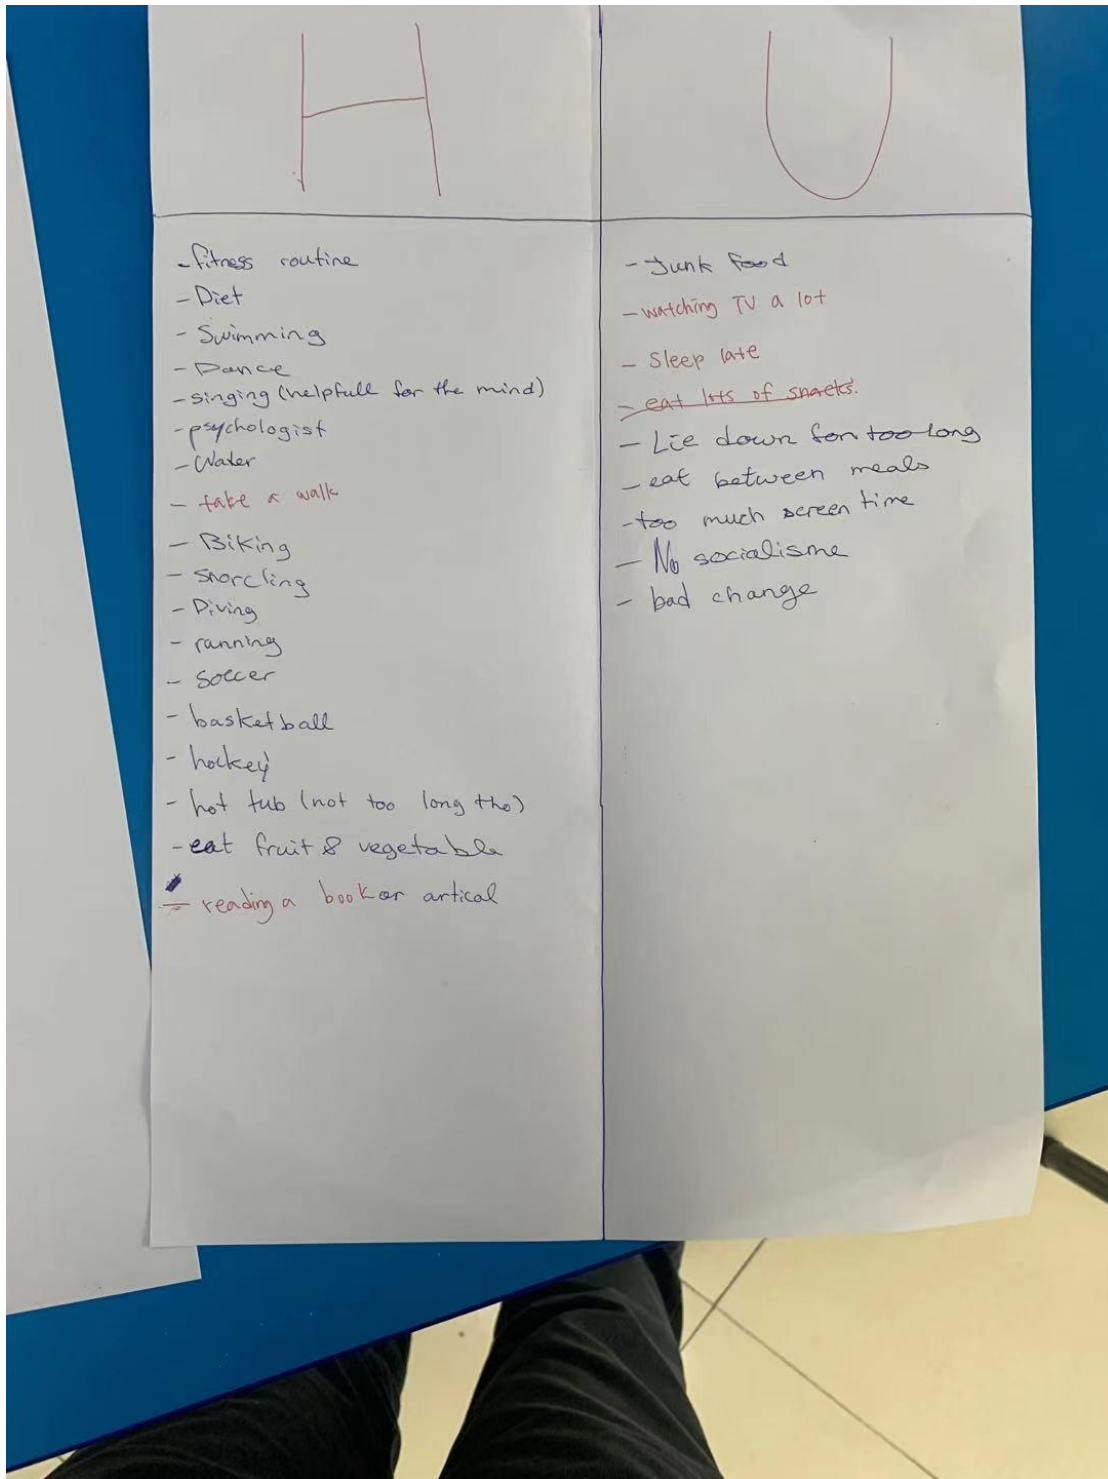 H
- fitness routine
- Diet
- Swimming
- Dance
- singing (helpfull for the mind)
- psychologist
- Water
- take a walk
- Biking
- Snorcling
- Diving
- ranning
- soccer
- basketball
- hockey
- hot tub (not too long tho)
- eat fruit & vegetable
- reading a book or artical
U
- Junk food
- watching TV a lot
- Sleep late
- eat lots of snacks.
- Lie down for too long
- eat between meals
- too much screen time
- No socialisme
- bad change